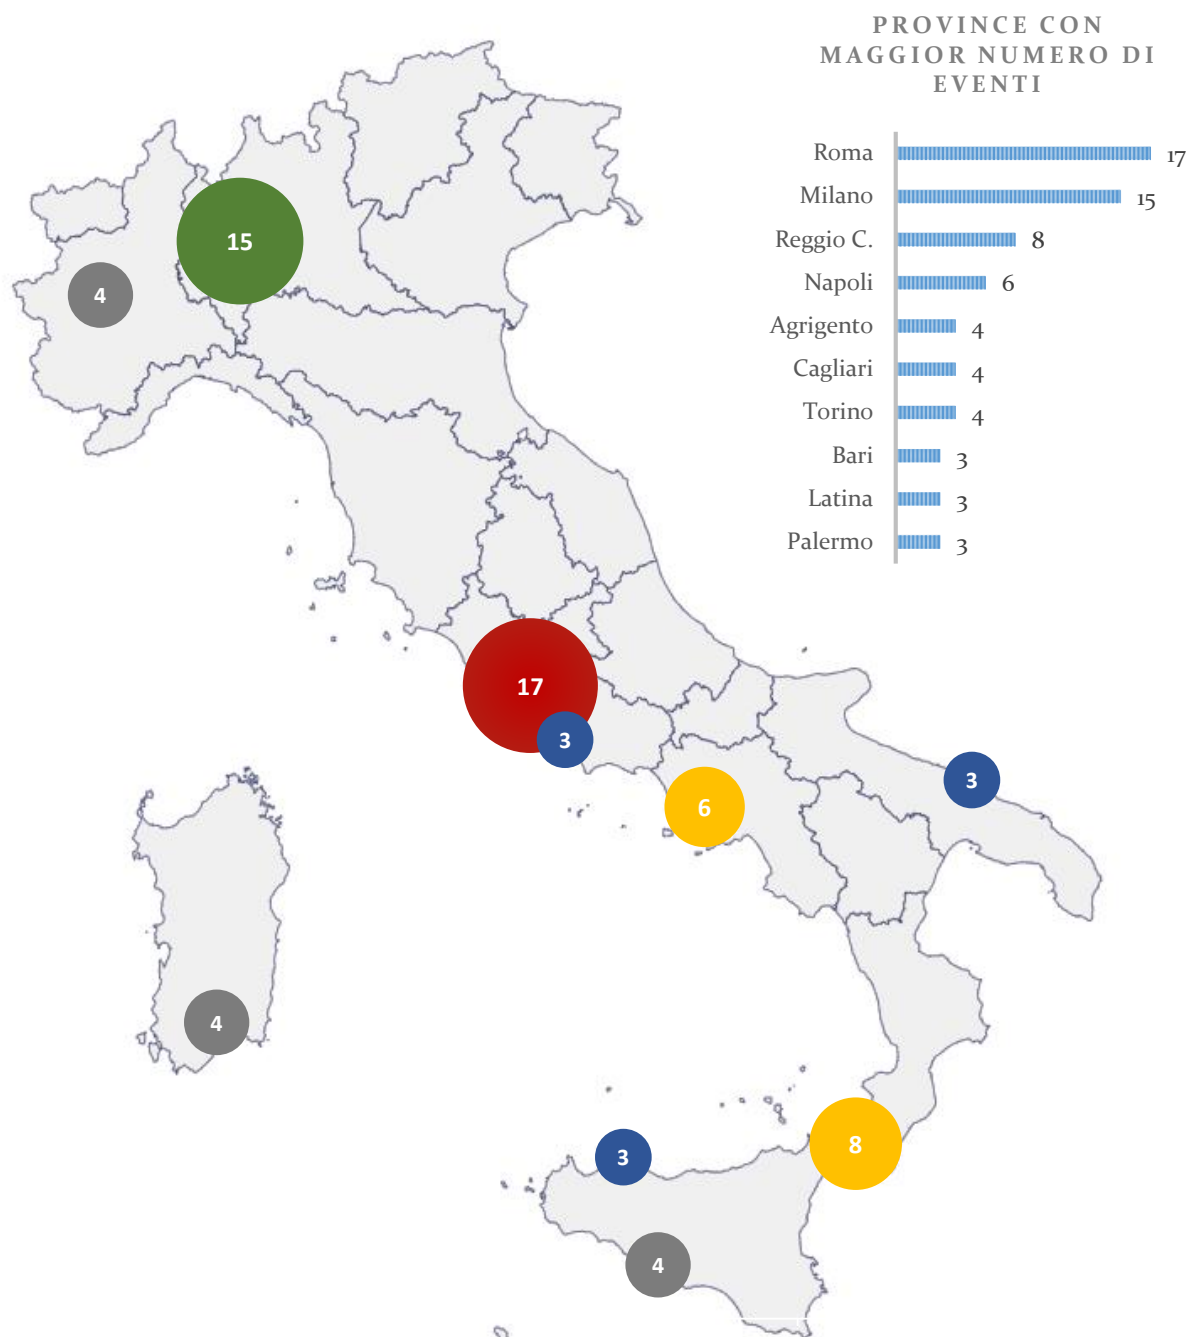 PROVINCE CON
MAGGIOR NUMERO DI
EVENTI
Roma 17
Milano 15
Reggio C. 8
Napoli 6
Agrigento 4
Cagliari 4
Torino 4
Bari 3
Latina 3
Palermo 3
15
4
17
3
3
6
4
8
3
4